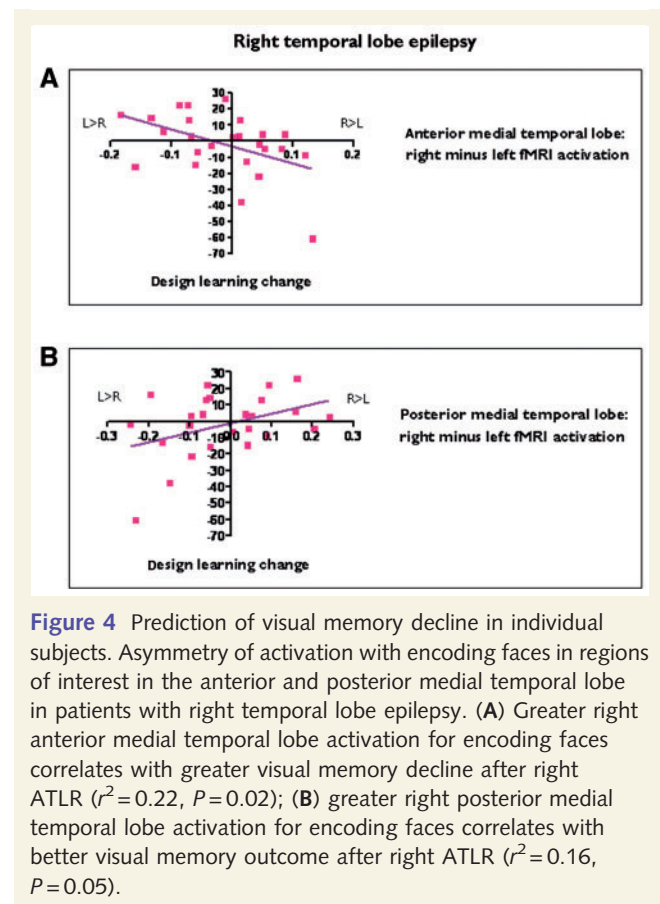 Right temporal lobe epilepsy
A
30
20
10
L>R
R>L
-0.2
-0.1
0.1
0.2
-10
-20
-30
-40
-50
-60
-70
Anterior medial temporal lobe:
right minus left fMRI activation
Design learning change
B
30
20
10
L>R
R>L
-0.3
-0.2
-0.1
0.0
0.1
0.2
0.3
-10
-20
-30
-40
-50
-60
-70
Posterior medial temporal lobe:
right minus left fMRI activation
Design learning change
Figure 4 Prediction of visual memory decline in individual
subjects. Asymmetry of activation with encoding faces in regions
of interest in the anterior and posterior medial temporal lobe
in patients with right temporal lobe epilepsy. (A) Greater right
anterior medial temporal lobe activation for encoding faces
correlates with greater visual memory decline after right
ATLR (r² = 0.22, P = 0.02); (B) greater right posterior medial
temporal lobe activation for encoding faces correlates with
better visual memory outcome after right ATLR (r² = 0.16,
P = 0.05).